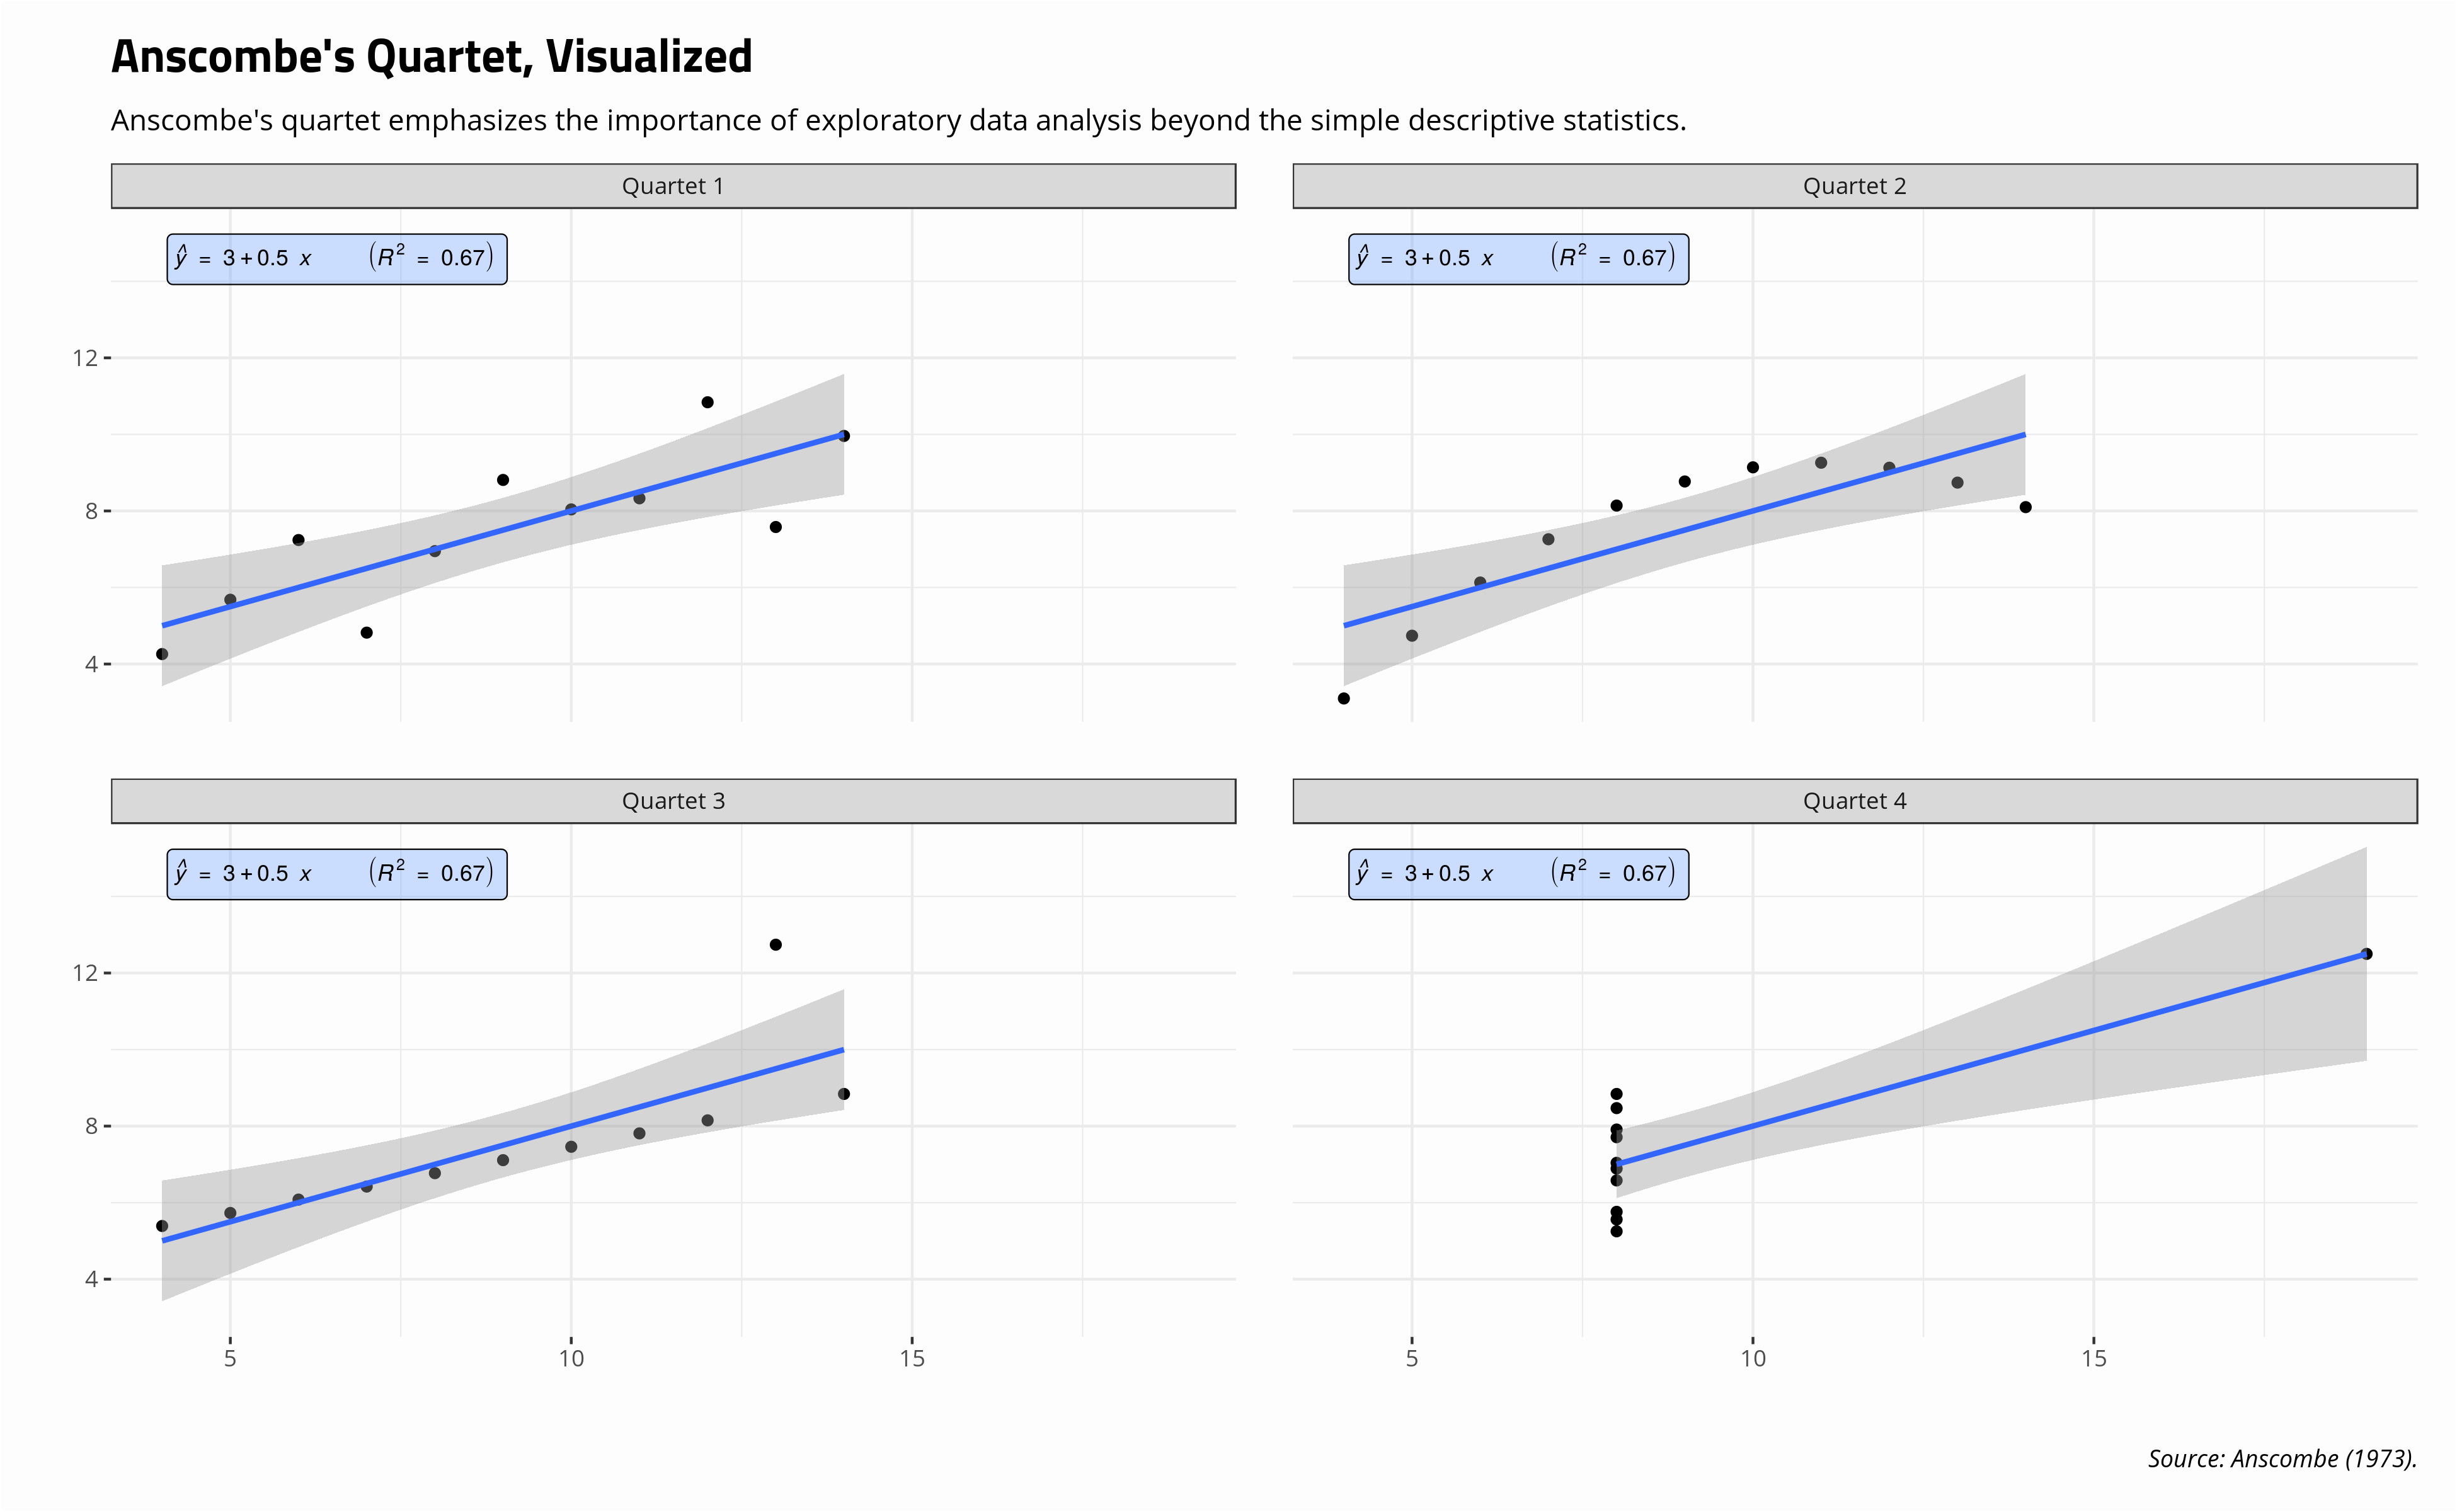 Anscombe's Quartet, Visualized
Anscombe's quartet emphasizes the importance of exploratory data analysis beyond the simple descriptive statistics.
Quartet 1
Quartet 2
ŷ = 3+0.5 x (R² = 0.67)
ŷ = 3+0.5 x (R² = 0.67)
12
8
4
Quartet 3
Quartet 4
ŷ = 3+0.5 x (R² = 0.67)
ŷ = 3+0.5 x (R² = 0.67)
12
8
4
5 10 15
5 10 15
Source: Anscombe (1973).